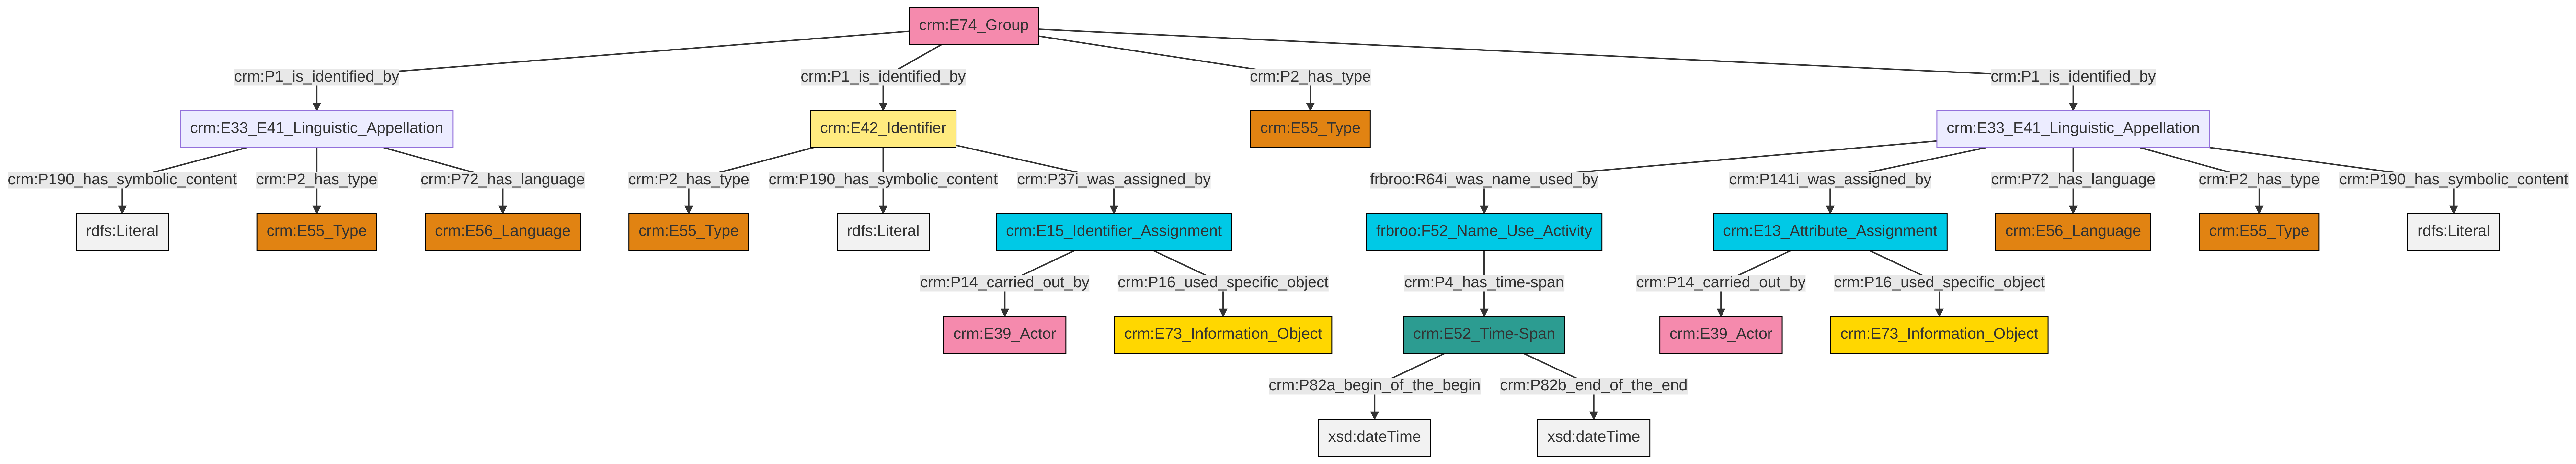 crm:E74_Group
crm:P1_is_identified_by
crm:P1_is_identified_by
crm:P2_has_type
crm:P1_is_identified_by
crm:E33_E41_Linguistic_Appellation
crm:E42_Identifier
crm:E55_Type
crm:E33_E41_Linguistic_Appellation
crm:P190_has_symbolic_content
crm:P2_has_type
crm:P72_has_language
crm:P2_has_type
crm:P190_has_symbolic_content
crm:P37i_was_assigned_by
frbroo:R64i_was_name_used_by
crm:P141i_was_assigned_by
crm:P72_has_language
crm:P2_has_type
crm:P190_has_symbolic_content
rdfs:Literal
crm:E55_Type
crm:E56_Language
crm:E55_Type
rdfs:Literal
crm:E15_Identifier_Assignment
frbroo:F52_Name_Use_Activity
crm:E13_Attribute_Assignment
crm:E56_Language
crm:E55_Type
rdfs:Literal
crm:P14_carried_out_by
crm:P16_used_specific_object
crm:P4_has_time-span
crm:P14_carried_out_by
crm:P16_used_specific_object
crm:E39_Actor
crm:E73_Information_Object
crm:E52_Time-Span
crm:E39_Actor
crm:E73_Information_Object
crm:P82a_begin_of_the_begin
crm:P82b_end_of_the_end
xsd:dateTime
xsd:dateTime